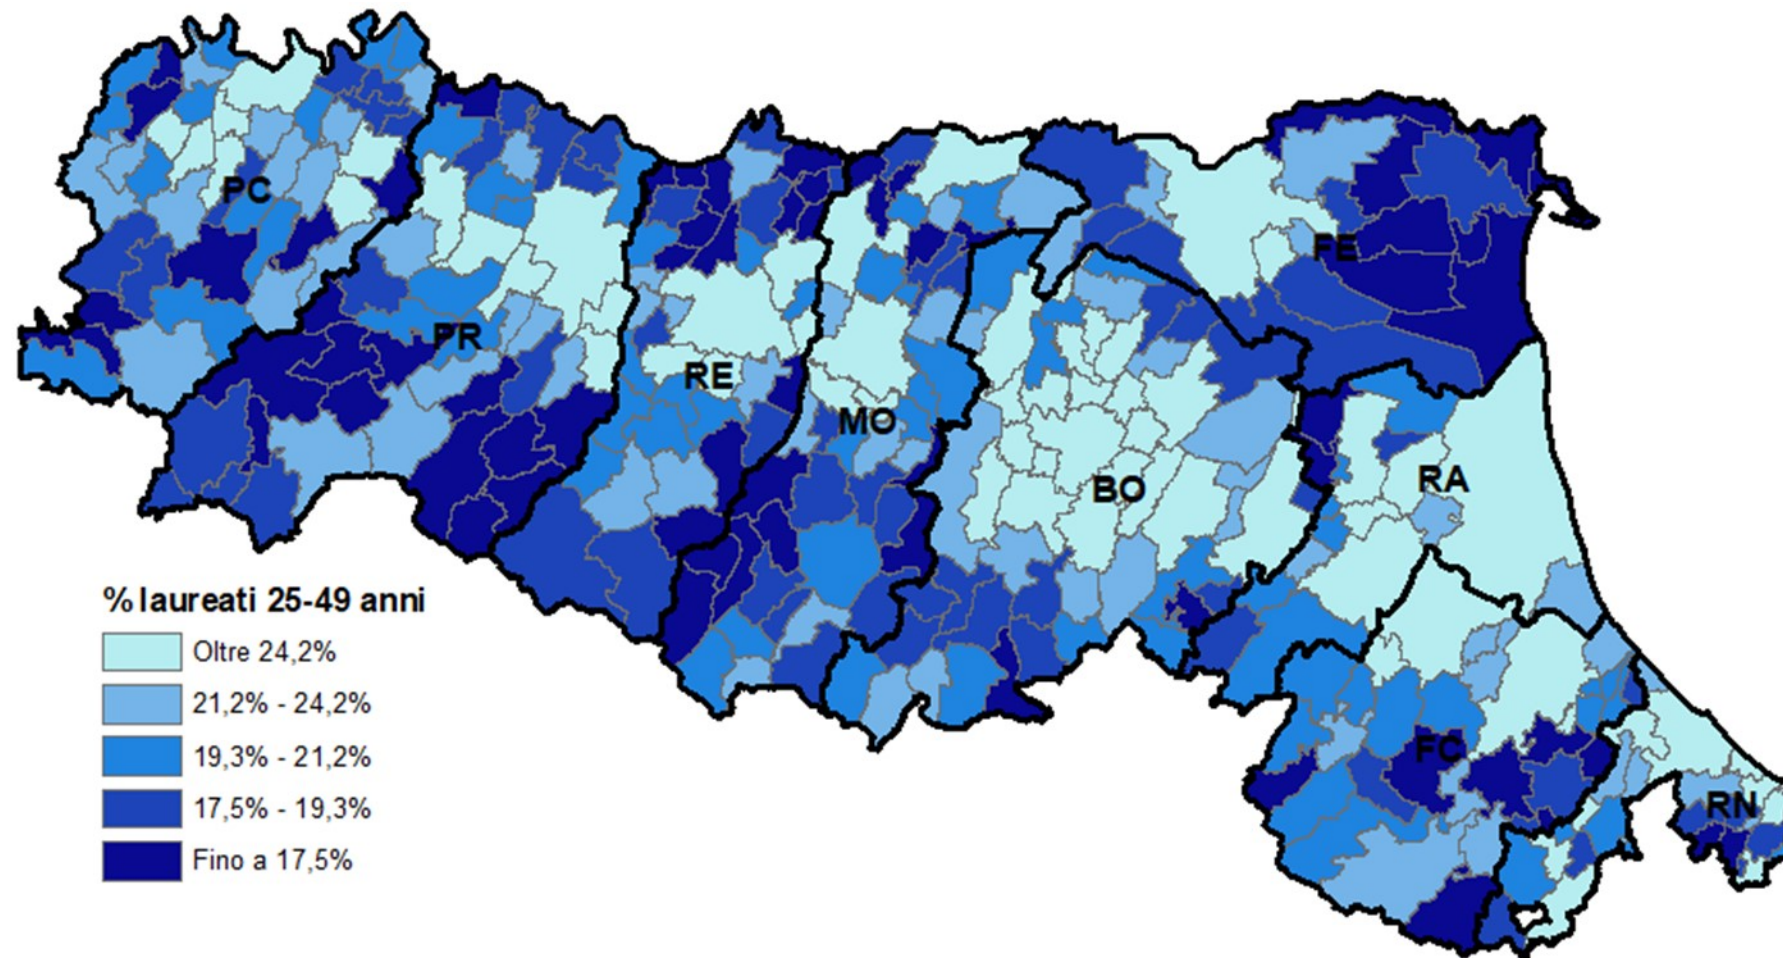 PC
PR
RE
MO
BO
FE
RA
FC
RN
% laureati 25-49 anni
Oltre 24,2%
21,2% - 24,2%
19,3% - 21,2%
17,5% - 19,3%
Fino a 17,5%